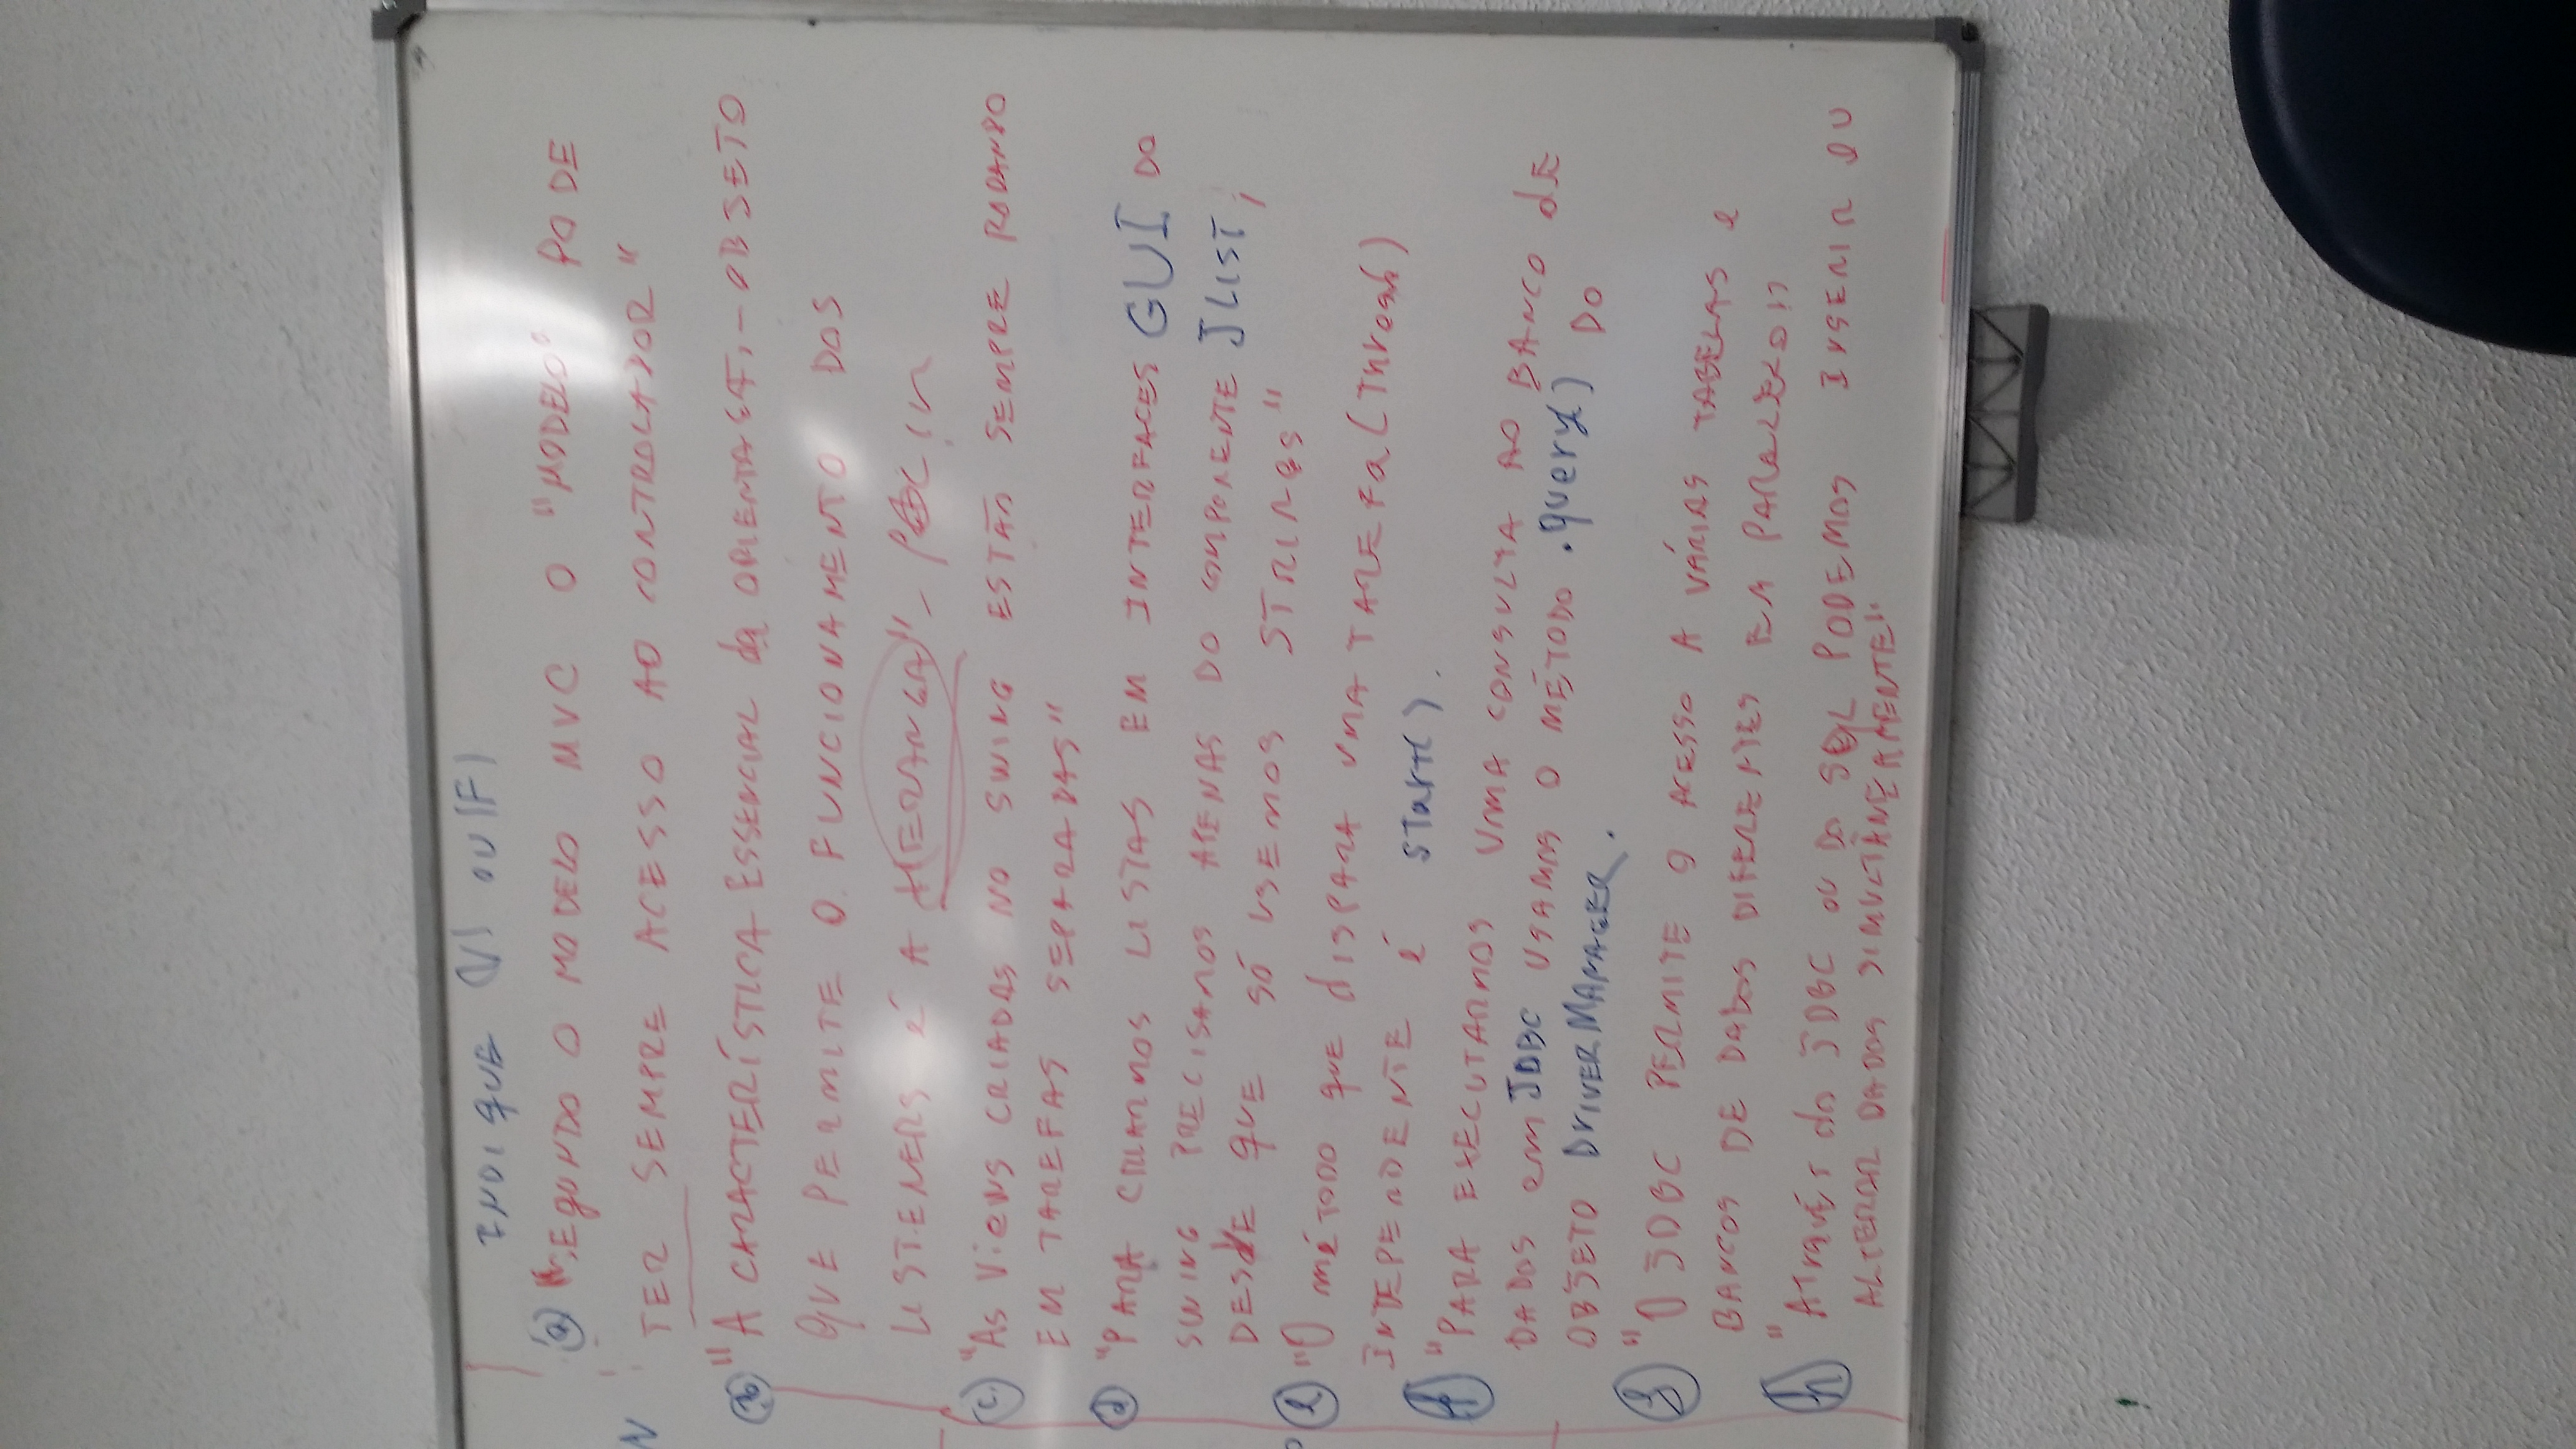 INDIQUE (V) OU (F)
a "SEGUNDO O MODELO MVC O "MODELO" PODE
N
TER SEMPRE ACESSO AO CONTROLADOR"
b "A CARACTERÍSTICA ESSENCIAL da OBJETO
QUE PERMITE O FUNCIONAMENTO DOS
LISTENERS É A HERANÇA" -
c. "AS VIEWS CRIADAS NO SWING ESTÃO SEMPRE RODANDO
EM TAREFAS SEPARADAS"
d "PARA CRIARMOS LISTAS EM INTERFACES GUI DO
SWING PRECISAMOS APENAS DO COMPONENTE JLIST,
DESDE QUE SÓ USEMOS STRINGS"
e "O MÉTODO QUE DISPARA UMA TAREFA (Thread)
INDEPENDENTE É start().
f "PARA EXECUTARMOS UMA CONSULTA AO BANCO DE
DADOS em JDBC USAMOS O MÉTODO .query() DO
OBJETO DRIVERMANAGER.
g "O JDBC PERMITE O ACESSO A VÁRIAS TABELAS e
BANCOS DE DADOS DIFERENTES EM PARALELO"
h "Através do JDBC OU DO SQL PODEMOS INSERIR OU
ALTERAR DADOS SIMULTÂNEAMENTE"